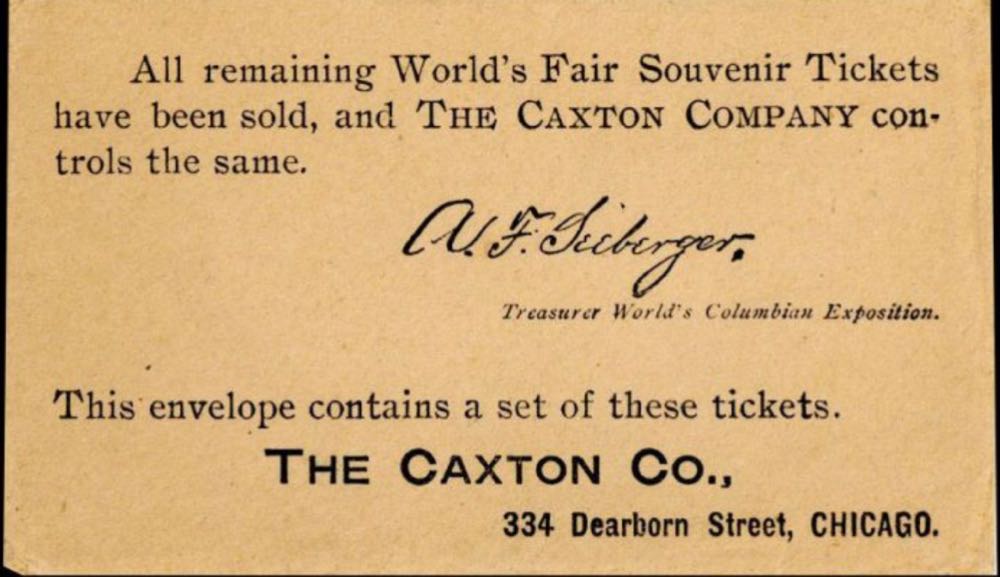 All remaining World's Fair Souvenir Tickets
have been sold, and THE CAXTON COMPANY con-
trols the same.
A. F. Seeberger.
Treasurer World's Columbian Exposition.
This envelope contains a set of these tickets.
THE CAXTON CO.,
334 Dearborn Street, CHICAGO.